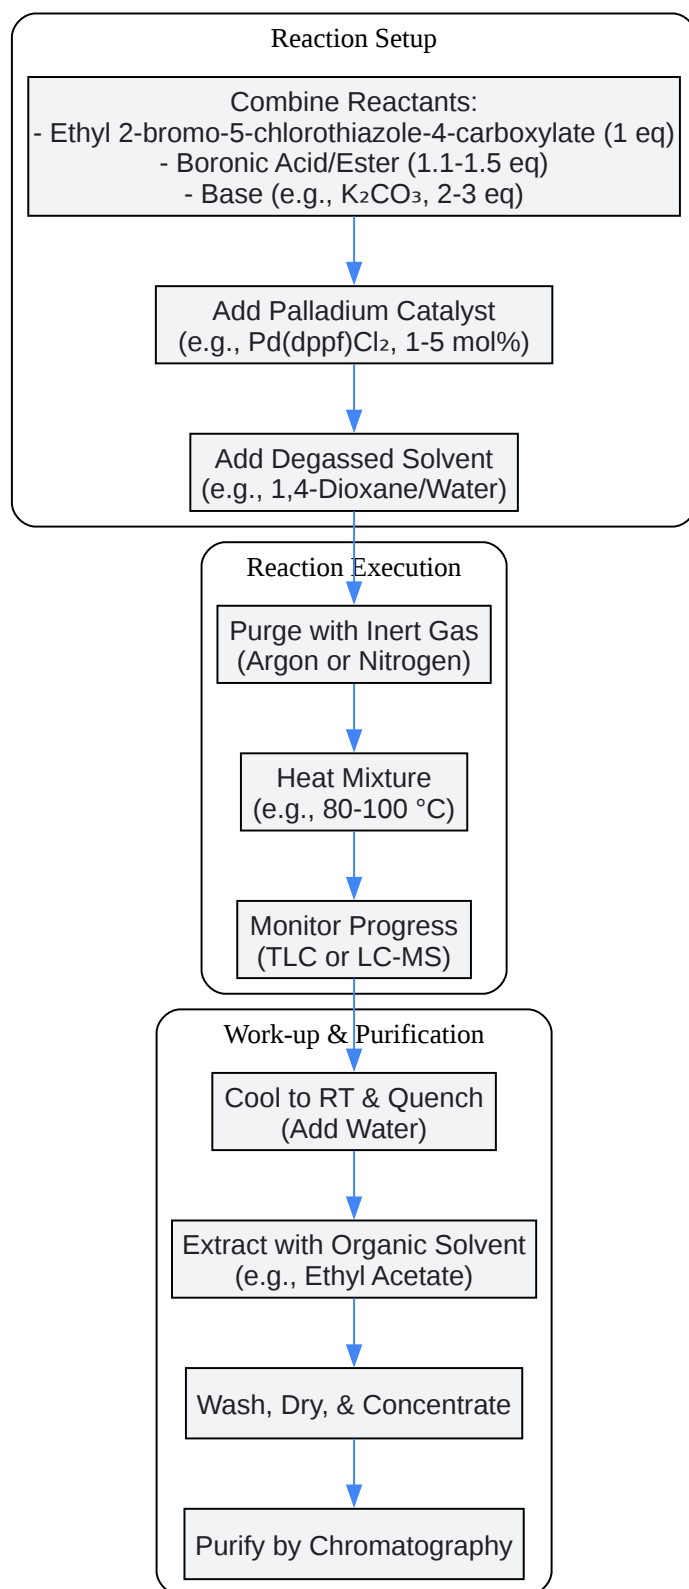 Reaction Setup
Combine Reactants:
- Ethyl 2-bromo-5-chlorothiazole-4-carboxylate (1 eq)
- Boronic Acid/Ester (1.1-1.5 eq)
- Base (e.g., K₂CO₃, 2-3 eq)
Add Palladium Catalyst
(e.g., Pd(dppf)Cl₂, 1-5 mol%)
Add Degassed Solvent
(e.g., 1,4-Dioxane/Water)
Reaction Execution
Purge with Inert Gas
(Argon or Nitrogen)
Heat Mixture
(e.g., 80-100 °C)
Monitor Progress
(TLC or LC-MS)
Work-up & Purification
Cool to RT & Quench
(Add Water)
Extract with Organic Solvent
(e.g., Ethyl Acetate)
Wash, Dry, & Concentrate
Purify by Chromatography